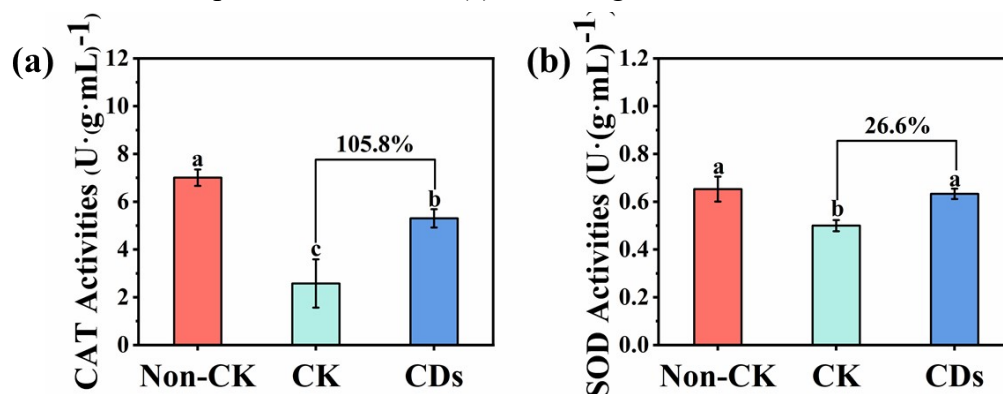 (a)
CAT Activities (U·(g·mL)-1
12
10
8
6
4
2
0
a
c
b
105.8%
Non-CK CK CDs
(b)
SOD Activities (U·(g·mL)-1
1.2
1.0
0.8
0.6
0.4
0.2
0.0
a
b
a
26.6%
Non-CK CK CDs